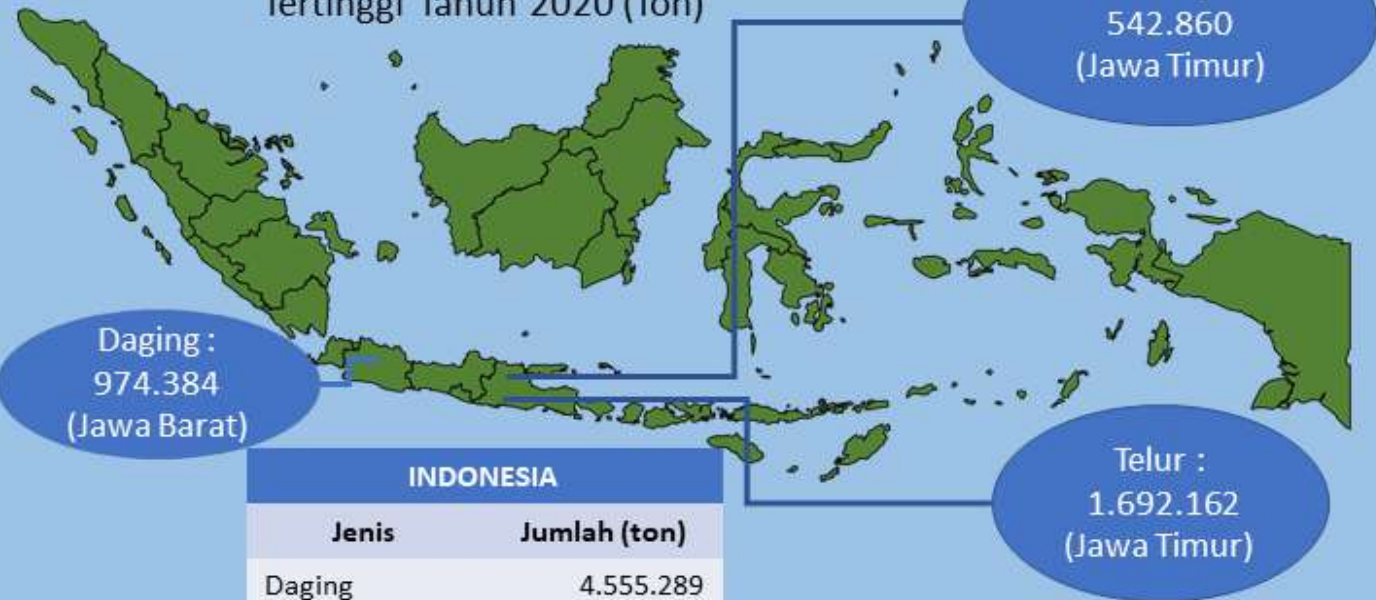 Tertinggi Tahun 2020 (Ton)
542.860
(Jawa Timur)
Daging :
974.384
(Jawa Barat)
INDONESIA
Jenis Jumlah (ton)
Daging 4.555.289
Telur :
1.692.162
(Jawa Timur)